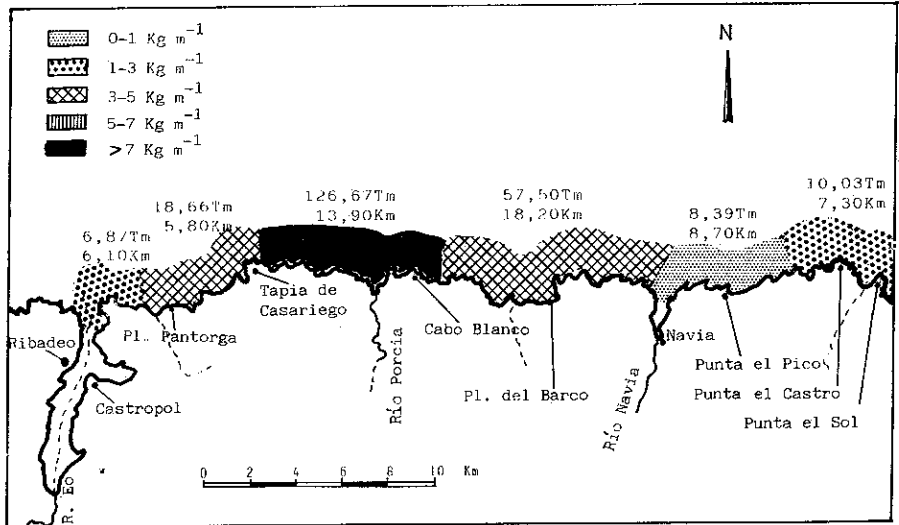 0-1 Kg m-1
1-3 Kg m-1
3-5 Kg m-1
5-7 Kg m-1
>7 Kg m-1
N
6,87Tm
6,10Km
18,66Tm
5,80Km
126,67Tm
13,90Km
57,50Tm
18,20Km
8,39Tm
8,70Km
10,03Tm
7,30Km
Ribadeo
Castropol
R. Eo
Pl. Pantorga
Tapia de
Casariego
Río Porcia
Cabo Blanco
Pl. del Barco
Río Navia
Navia
Punta el Pico
Punta el Castro
Punta el Sol
0 2 4 6 8 10 Km